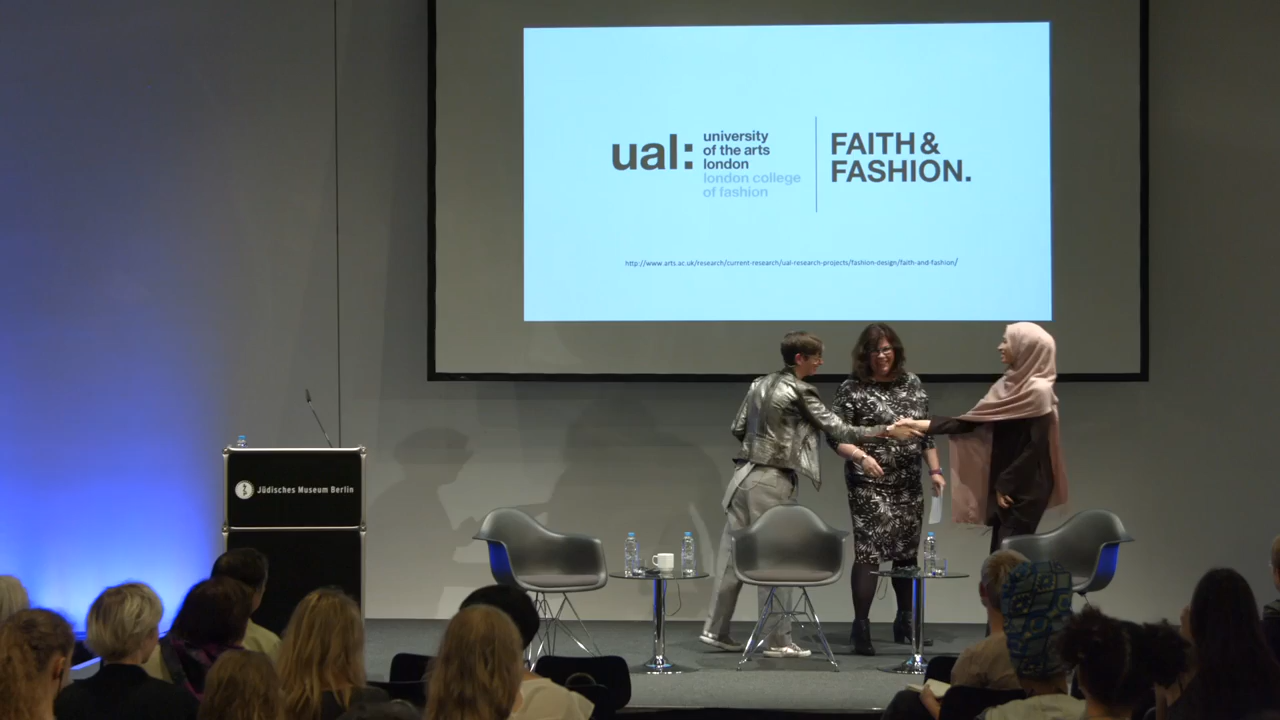 ual:
university
of the arts
london
london college
of fashion
FAITH &
FASHION.
http://www.arts.ac.uk/research/current-research/ual-research-projects/fashion-design/faith-and-fashion/
Jüdisches Museum Berlin